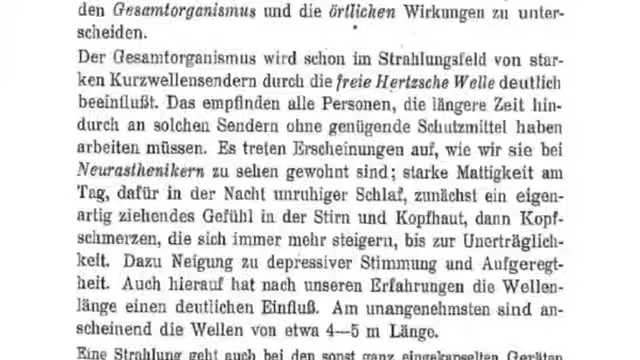 den Gesamtorganismus und die örtlichen Wirkungen zu unter-
scheiden.
Der Gesamtorganismus wird schon im Strahlungsfeld von star-
ken Kurzwellensendern durch die freie Hertzsche Welle deutlich
beeinflußt. Das empfinden alle Personen, die längere Zeit hin-
durch an solchen Sendern ohne genügende Schutzmittel haben
arbeiten müssen. Es treten Erscheinungen auf, wie wir sie bei
Neurasthenikern zu sehen gewohnt sind; starke Mattigkeit am
Tag, dafür in der Nacht unruhiger Schlaf, zunächst ein eigen-
artig ziehendes Gefühl in der Stirn und Kopfhaut, dann Kopf-
schmerzen, die sich immer mehr steigern, bis zur Unerträglich-
keit. Dazu Neigung zu depressiver Stimmung und Aufgeregt-
heit. Auch hierauf hat nach unseren Erfahrungen die Wellen-
länge einen deutlichen Einfluß. Am unangenehmsten sind an-
scheinend die Wellen von etwa 4—5 m Länge.
Eine Strahlung geht auch bei den sonst ganz eingekapselten Geräten